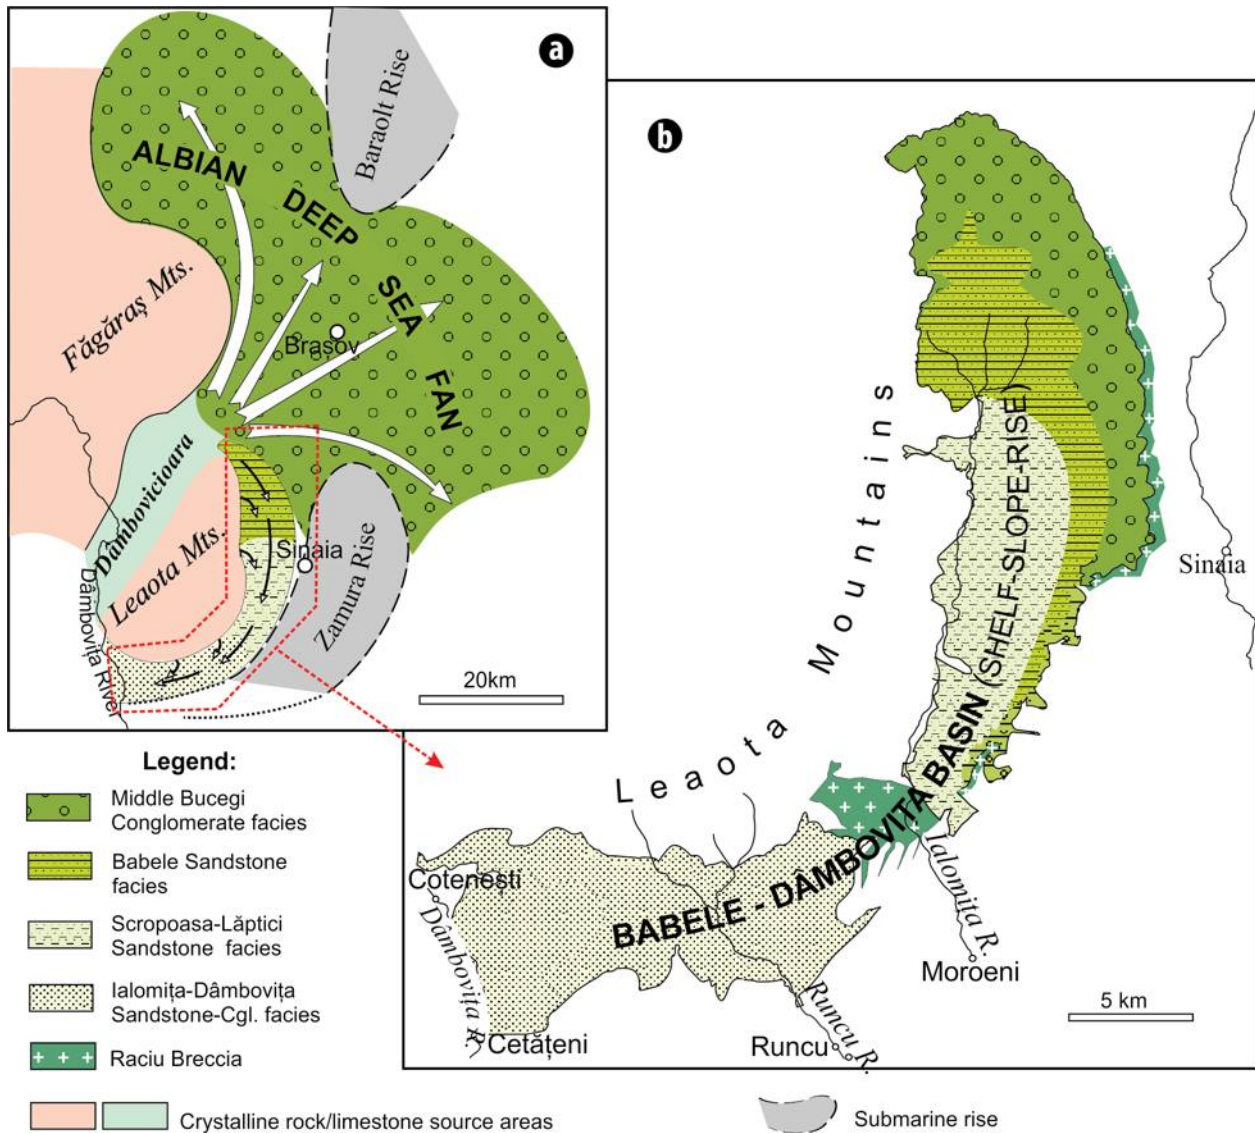 a
Baraolt Rise
ALBIAN
DEEP
SEA
FAN
Făgăraș Mts.
Brașov
Dâmbovicioara
Leaota Mts.
Sinaia
Zamura Rise
Dâmbovița River
20km
b
Leaota Mountains
BABELE - DÂMBOVIȚA BASIN (SHELF-SLOPE-RISE)
Sinaia
Cotenești
Dâmbovița R.
Cetățeni
Runcu
Runcu R.
Ialomița R.
Moroeni
5 km
Legend:
Middle Bucegi
Conglomerate facies
Babele Sandstone
facies
Scropoasa-Lăptici
Sandstone facies
Ialomița-Dâmbovița
Sandstone-Cgl. facies
Raciu Breccia
Crystalline rock/limestone source areas
Submarine rise